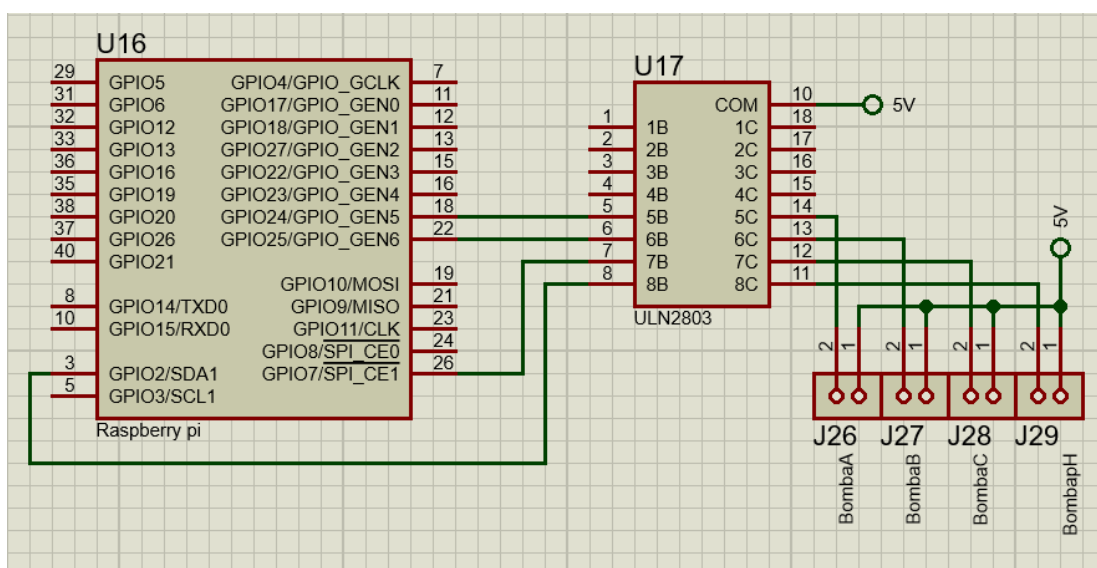 U16
29 GPIO5 GPIO4/GPIO_GCLK 7
31 GPIO6 GPIO17/GPIO_GEN0 11
32 GPIO12 GPIO18/GPIO_GEN1 12
33 GPIO13 GPIO27/GPIO_GEN2 13
36 GPIO16 GPIO22/GPIO_GEN3 15
35 GPIO19 GPIO23/GPIO_GEN4 16
38 GPIO20 GPIO24/GPIO_GEN5 18
37 GPIO26 GPIO25/GPIO_GEN6 22
40 GPIO21
GPIO10/MOSI 19
8 GPIO14/TXD0 GPIO9/MISO 21
10 GPIO15/RXD0 GPIO11/CLK 23
GPIO8/SPI_CE0 24
3 GPIO2/SDA1 GPIO7/SPI_CE1 26
5 GPIO3/SCL1
Raspberry pi
U17
COM 10 5V
1 1B 1C 18
2 2B 2C 17
3 3B 3C 16
4 4B 4C 15
5 5B 5C 14
6 6B 6C 13
7 7B 7C 12
8 8B 8C 11
ULN2803
5V
2 1 2 1 2 1 2 1
J26 J27 J28 J29
BombaA
BombaB
BombaC
BombapH